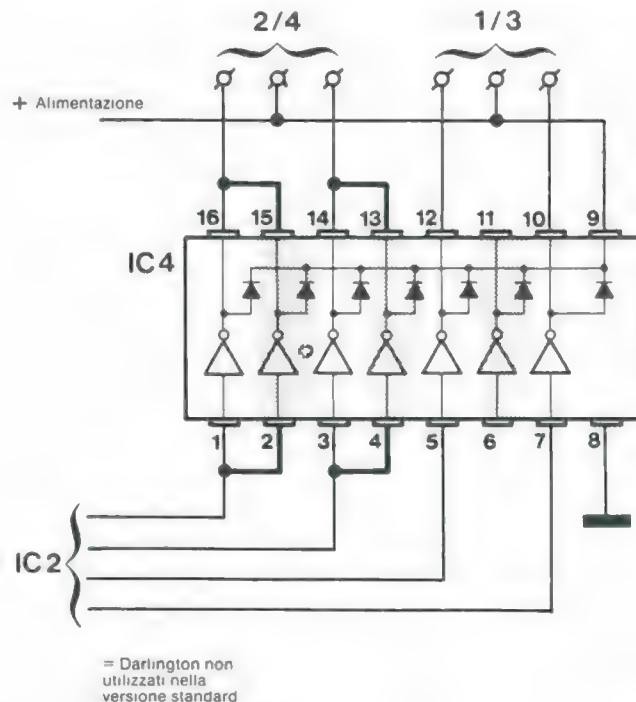 2/4 1/3
+ Alimentazione
16 15 14 13 12 11 10 9
IC4
1 2 3 4 5 6 7 8
IC2
= Darlington non
utilizzati nella
versione standard